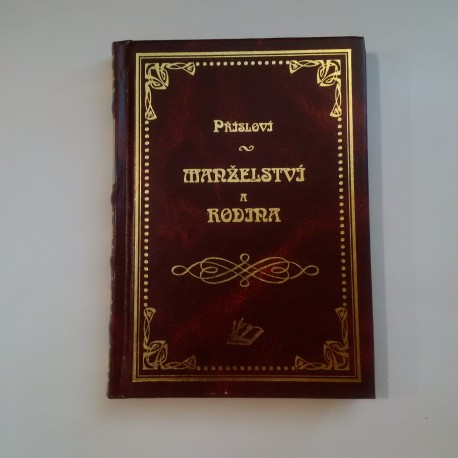 Přísloví
~
MANŽELSTVÍ
A
RODINA